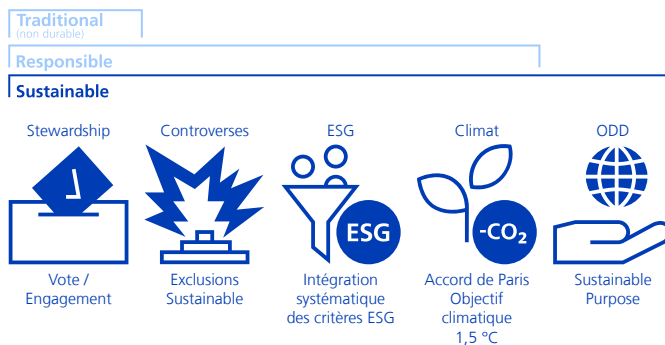 Traditional
(non durable)
Responsible
Sustainable
Stewardship
Controverses
ESG
Climat
ODD
ESG
-CO₂
Vote /
Engagement
Exclusions
Sustainable
Intégration
systématique
des critères ESG
Accord de Paris
Objectif
climatique
1,5 °C
Sustainable
Purpose